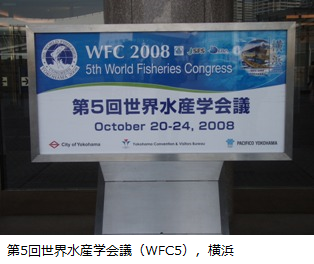 WFC 2008
5th World Fisheries Congress
第5回世界水産学会議
October 20-24, 2008
City of Yokohama
Yokohama Convention & Visitors Bureau
PACIFICO YOKOHAMA
第5回世界水産学会議（WFC5），横浜